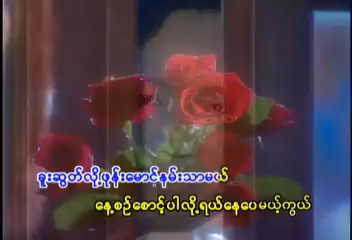 ခူးဆွတ်လို့ဖုန်းမောင့်နမ်းသာမယ်
နေ့စဉ်စောင့်ပါလို့ရယ်နေပေမယ့်ကွယ်